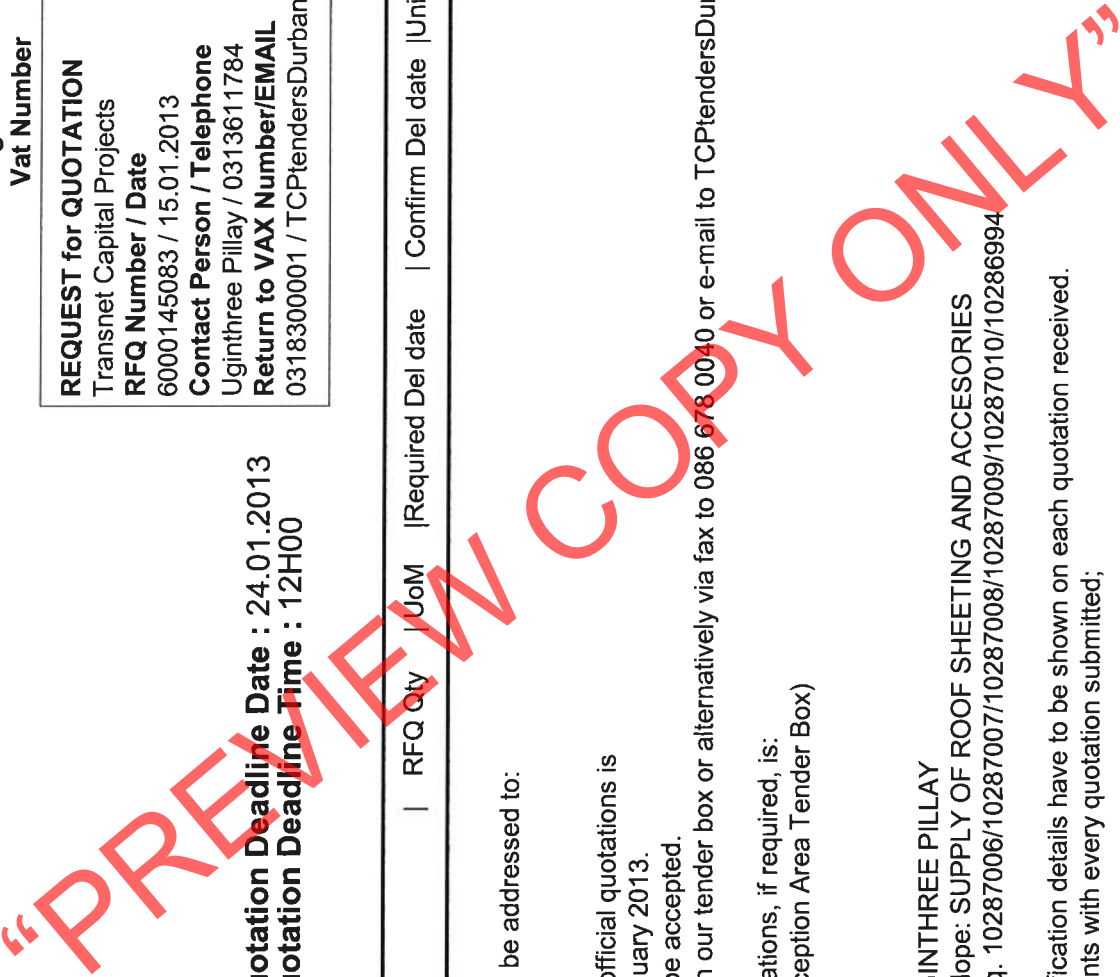 Vat Number
REQUEST for QUOTATION
Transnet Capital Projects
RFQ Number / Date
6000145083 / 15.01.2013
Contact Person / Telephone
Uginthree Pillay / 0313611784
Return to VAX Number/EMAIL
0318300001 / TCPtendersDurban
otation Deadline Date : 24.01.2013
otation Deadline Time : 12H00
| RFQ Qty | UoM |Required Del date | Confirm Del date |Uni
be addressed to:
official quotations is
uary 2013.
be accepted.
n our tender box or alternatively via fax to 086 678 0040 or e-mail to TCPtendersDur
ations, if required, is:
ception Area Tender Box)
INTHREE PILLAY
lope: SUPPLY OF ROOF SHEETING AND ACCESORIES
q. 10287006/10287007/10287008/10287009/10287010/10286994
fication details have to be shown on each quotation received.
nts with every quotation submitted;
“PREVIEW COPY ONLY”